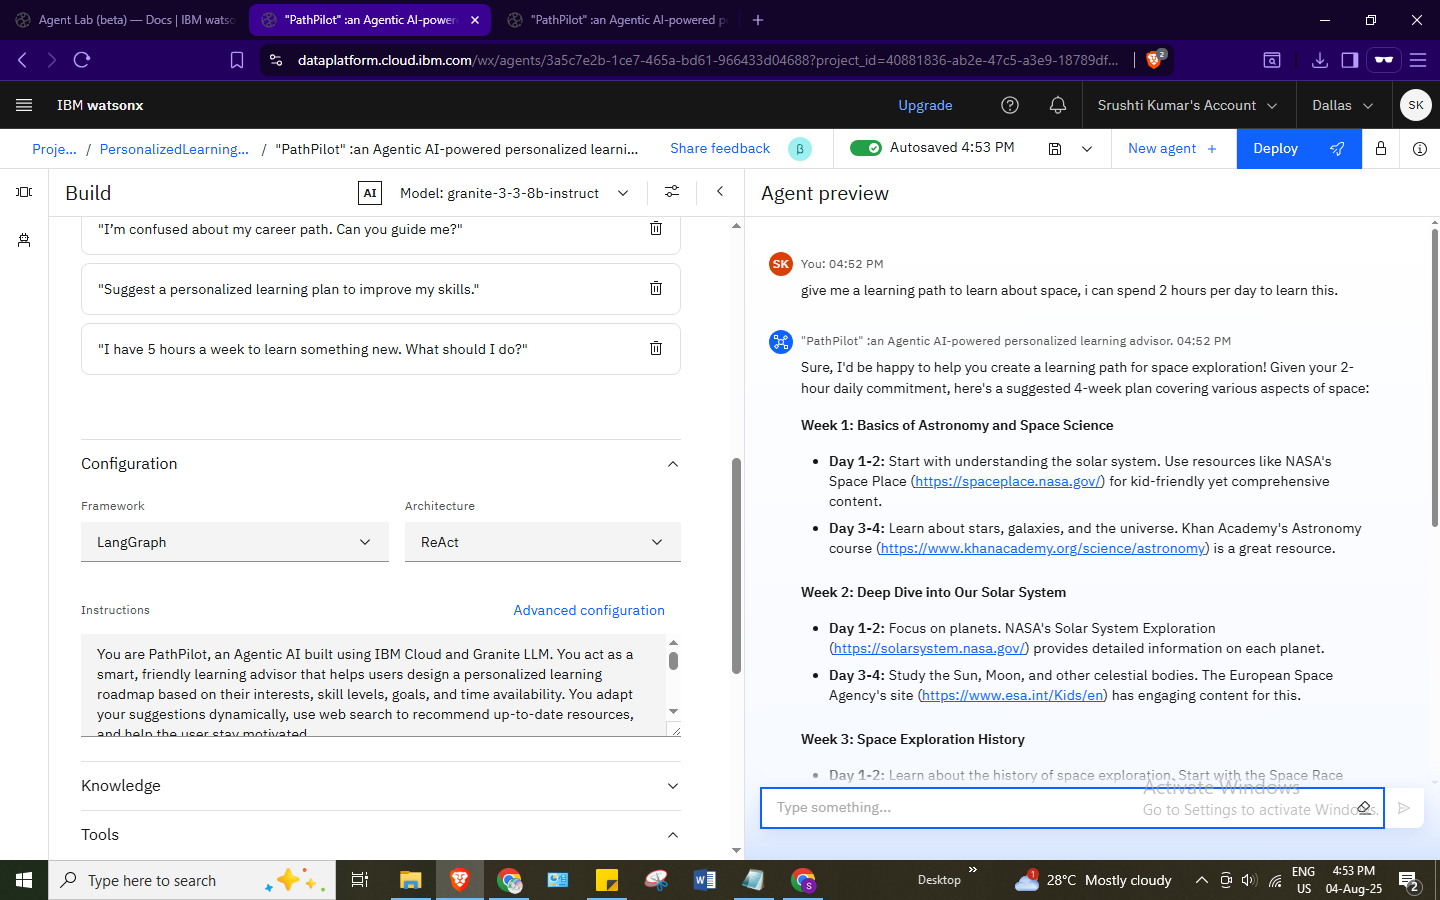 Agent Lab (beta) — Docs | IBM watso
"PathPilot" :an Agentic AI-power
"PathPilot" :an Agentic AI-powered p
dataplatform.cloud.ibm.com/wx/agents/3a5c7e2b-1ce7-465a-bd61-966433d04688?project_id=40881836-ab2e-47c5-a3e9-18789df...
2
IBM watsonx
Upgrade
Srushti Kumar's Account
Dallas
SK
Proje... / PersonalizedLearning... / "PathPilot" :an Agentic AI-powered personalized learni...
Share feedback
β
Autosaved 4:53 PM
New agent +
Deploy
Build
AI
Model: granite-3-3-8b-instruct
"I'm confused about my career path. Can you guide me?"
"Suggest a personalized learning plan to improve my skills."
"I have 5 hours a week to learn something new. What should I do?"
Configuration
Framework
Architecture
LangGraph
ReAct
Instructions
Advanced configuration
You are PathPilot, an Agentic AI built using IBM Cloud and Granite LLM. You act as a
smart, friendly learning advisor that helps users design a personalized learning
roadmap based on their interests, skill levels, goals, and time availability. You adapt
your suggestions dynamically, use web search to recommend up-to-date resources,
and help the user stay motivated
Knowledge
Tools
Agent preview
SK
You: 04:52 PM
give me a learning path to learn about space, i can spend 2 hours per day to learn this.
"PathPilot" :an Agentic AI-powered personalized learning advisor. 04:52 PM
Sure, I'd be happy to help you create a learning path for space exploration! Given your 2-
hour daily commitment, here's a suggested 4-week plan covering various aspects of space:
Week 1: Basics of Astronomy and Space Science
• Day 1-2: Start with understanding the solar system. Use resources like NASA's
Space Place (https://spaceplace.nasa.gov/) for kid-friendly yet comprehensive
content.
• Day 3-4: Learn about stars, galaxies, and the universe. Khan Academy's Astronomy
course (https://www.khanacademy.org/science/astronomy) is a great resource.
Week 2: Deep Dive into Our Solar System
• Day 1-2: Focus on planets. NASA's Solar System Exploration
(https://solarsystem.nasa.gov/) provides detailed information on each planet.
• Day 3-4: Study the Sun, Moon, and other celestial bodies. The European Space
Agency's site (https://www.esa.int/Kids/en) has engaging content for this.
Week 3: Space Exploration History
• Day 1-2: Learn about the history of space exploration. Start with the Space Race
Type something...
Activate Windows
Go to Settings to activate Windows.
Type here to search
Desktop
1
28°C Mostly cloudy
ENG
US
4:53 PM
04-Aug-25
2